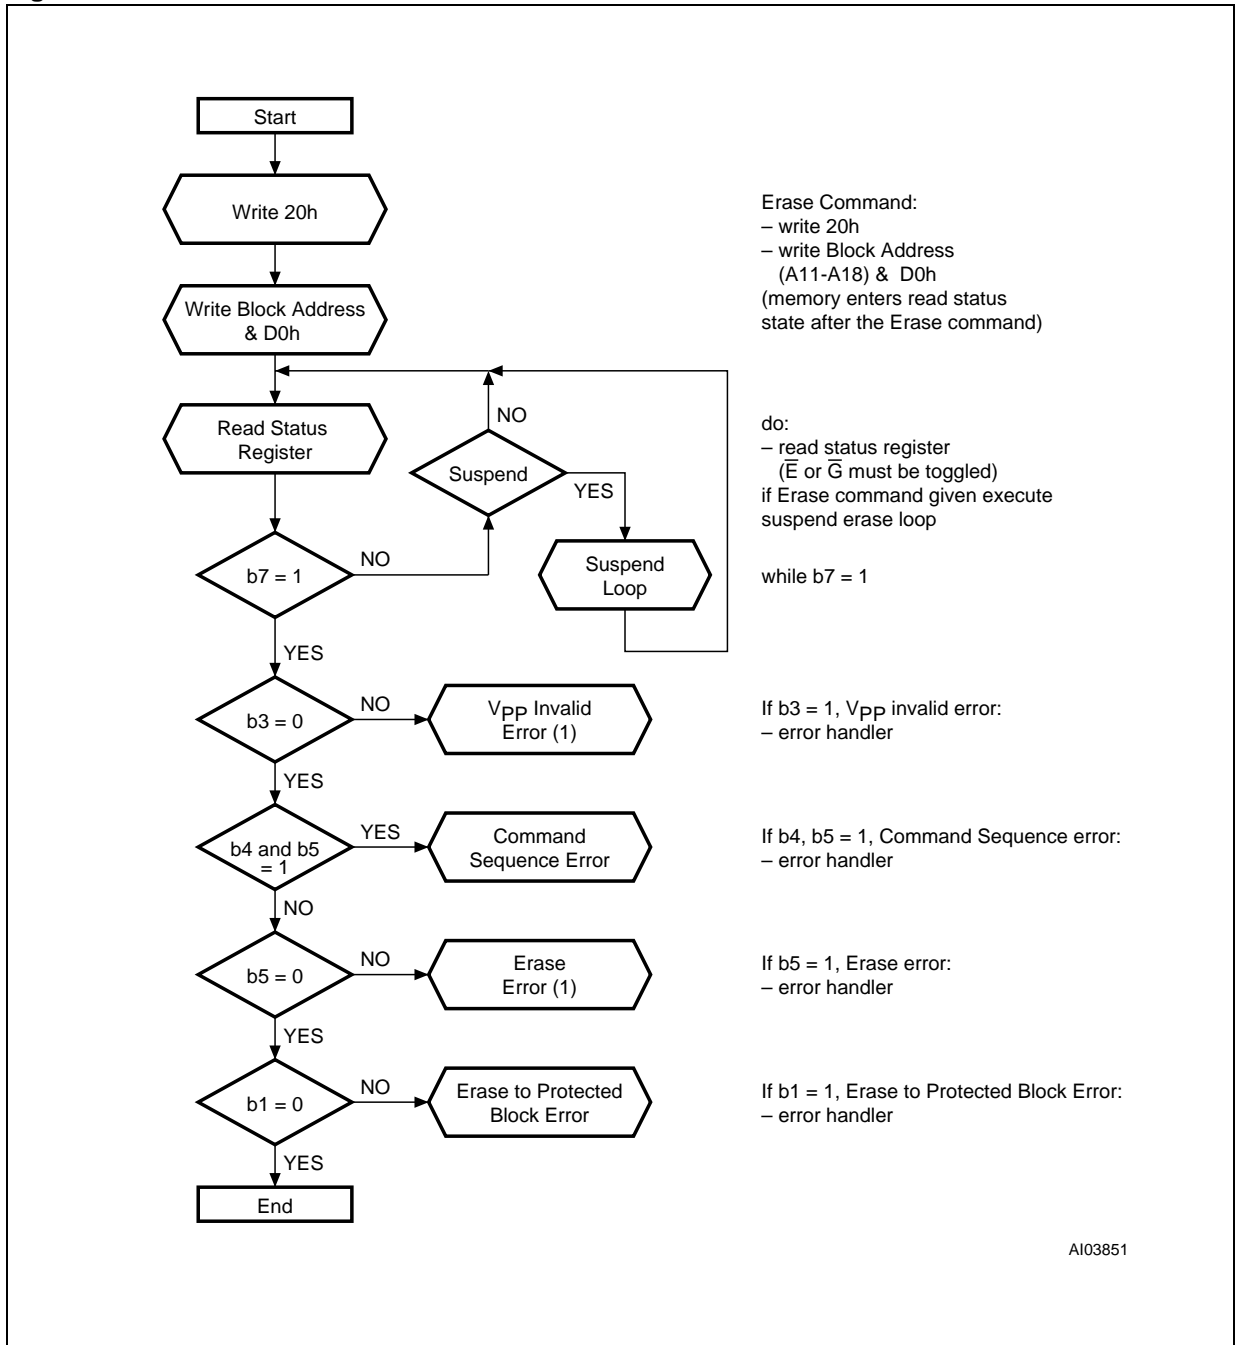 Start
Write 20h
Erase Command:
– write 20h
– write Block Address
(A11-A18) & D0h
(memory enters read status
state after the Erase command)
Write Block Address
& D0h
Read Status
Register
NO
Suspend
YES
do:
– read status register
(E̅ or G̅ must be toggled)
if Erase command given execute
suspend erase loop
b7 = 1
NO
Suspend
Loop
while b7 = 1
YES
b3 = 0
NO
VPP Invalid
Error (1)
If b3 = 1, VPP invalid error:
– error handler
YES
b4 and b5
= 1
YES
Command
Sequence Error
If b4, b5 = 1, Command Sequence error:
– error handler
NO
b5 = 0
NO
Erase
Error (1)
If b5 = 1, Erase error:
– error handler
YES
b1 = 0
NO
Erase to Protected
Block Error
If b1 = 1, Erase to Protected Block Error:
– error handler
YES
End
AI03851